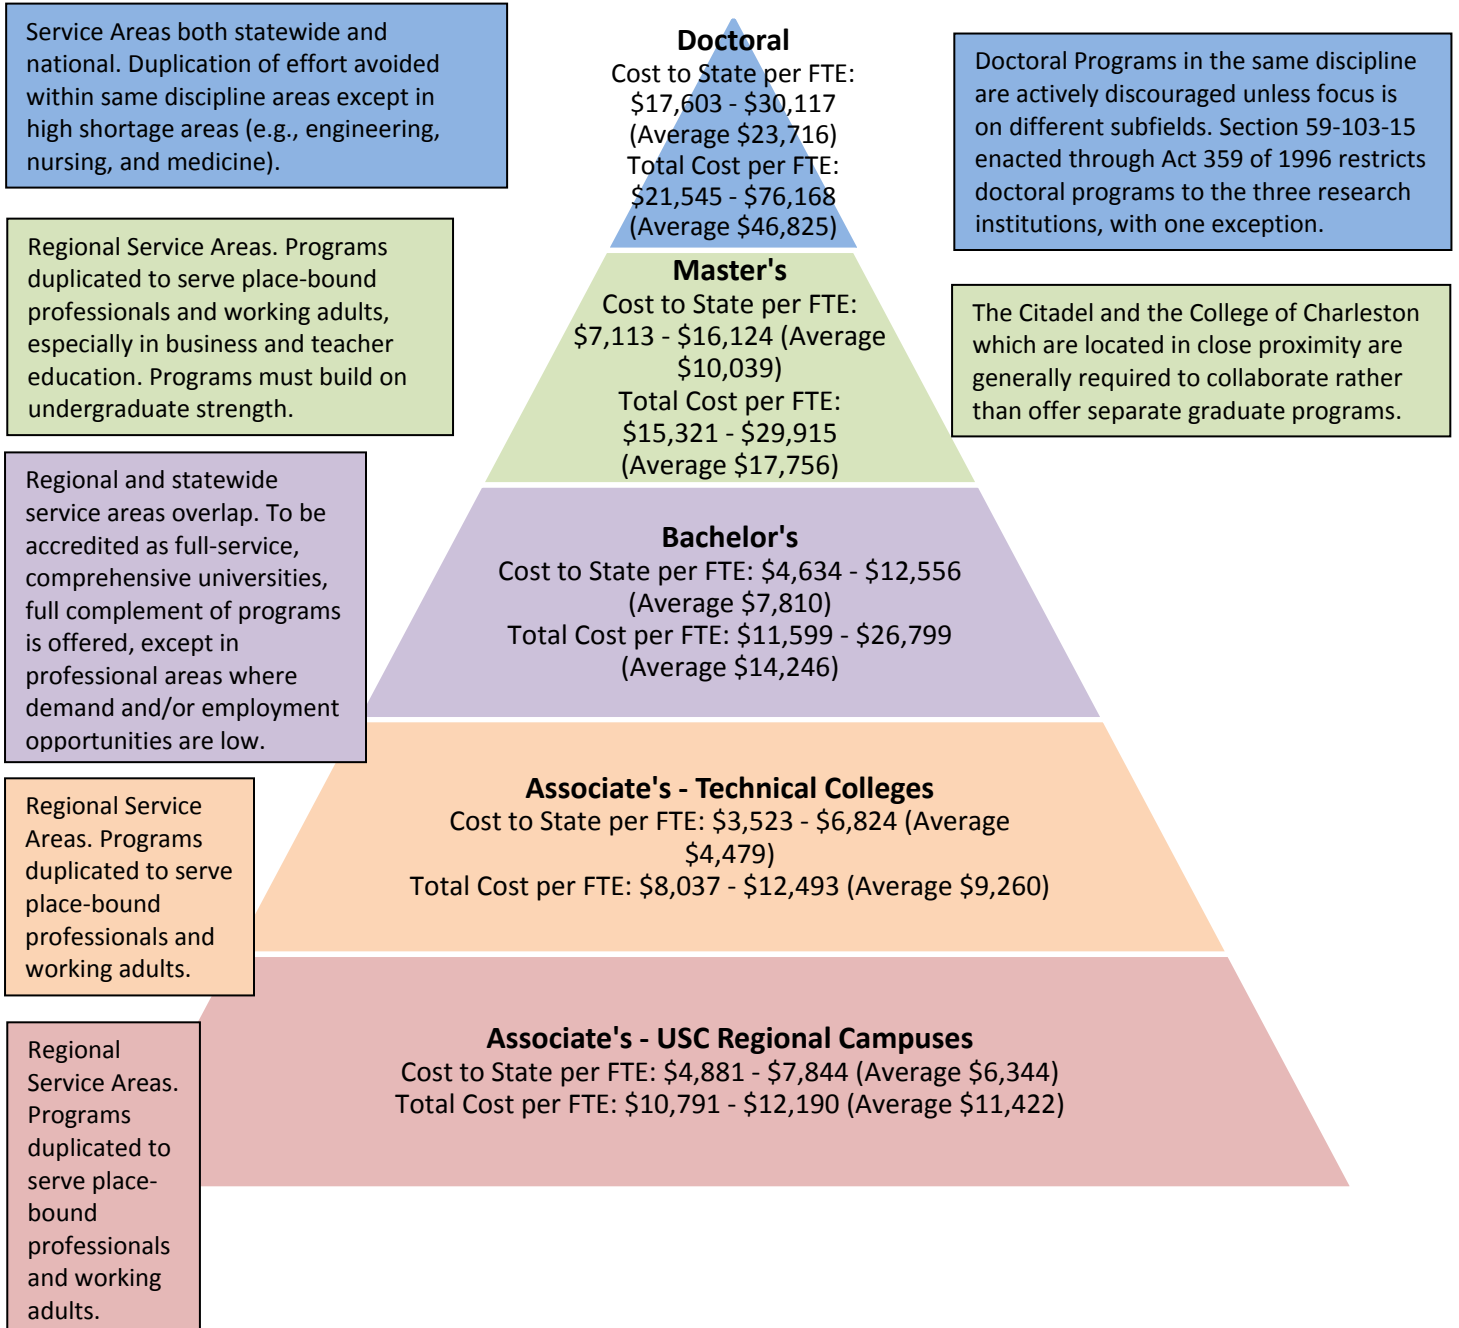 Service Areas both statewide and
national. Duplication of effort avoided
within same discipline areas except in
high shortage areas (e.g., engineering,
nursing, and medicine).
Doctoral
Cost to State per FTE:
$17,603 - $30,117
(Average $23,716)
Total Cost per FTE:
$21,545 - $76,168
(Average $46,825)
Doctoral Programs in the same discipline
are actively discouraged unless focus is
on different subfields. Section 59-103-15
enacted through Act 359 of 1996 restricts
doctoral programs to the three research
institutions, with one exception.
Regional Service Areas. Programs
duplicated to serve place-bound
professionals and working adults,
especially in business and teacher
education. Programs must build on
undergraduate strength.
Master's
Cost to State per FTE:
$7,113 - $16,124 (Average
$10,039)
Total Cost per FTE:
$15,321 - $29,915
(Average $17,756)
The Citadel and the College of Charleston
which are located in close proximity are
generally required to collaborate rather
than offer separate graduate programs.
Regional and statewide
service areas overlap. To be
accredited as full-service,
comprehensive universities,
full complement of programs
is offered, except in
professional areas where
demand and/or employment
opportunities are low.
Bachelor's
Cost to State per FTE: $4,634 - $12,556
(Average $7,810)
Total Cost per FTE: $11,599 - $26,799
(Average $14,246)
Regional Service
Areas. Programs
duplicated to serve
place-bound
professionals and
working adults.
Associate's - Technical Colleges
Cost to State per FTE: $3,523 - $6,824 (Average
$4,479)
Total Cost per FTE: $8,037 - $12,493 (Average $9,260)
Regional
Service Areas.
Programs
duplicated to
serve place-
bound
professionals
and working
adults.
Associate's - USC Regional Campuses
Cost to State per FTE: $4,881 - $7,844 (Average $6,344)
Total Cost per FTE: $10,791 - $12,190 (Average $11,422)